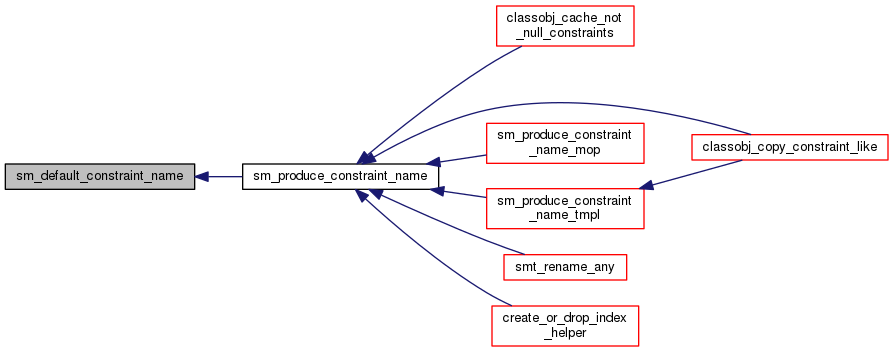 sm_default_constraint_name
sm_produce_constraint_name
classobj_cache_not
_null_constraints
classobj_copy_constraint_like
sm_produce_constraint
_name_mop
sm_produce_constraint
_name_tmpl
smt_rename_any
create_or_drop_index
_helper